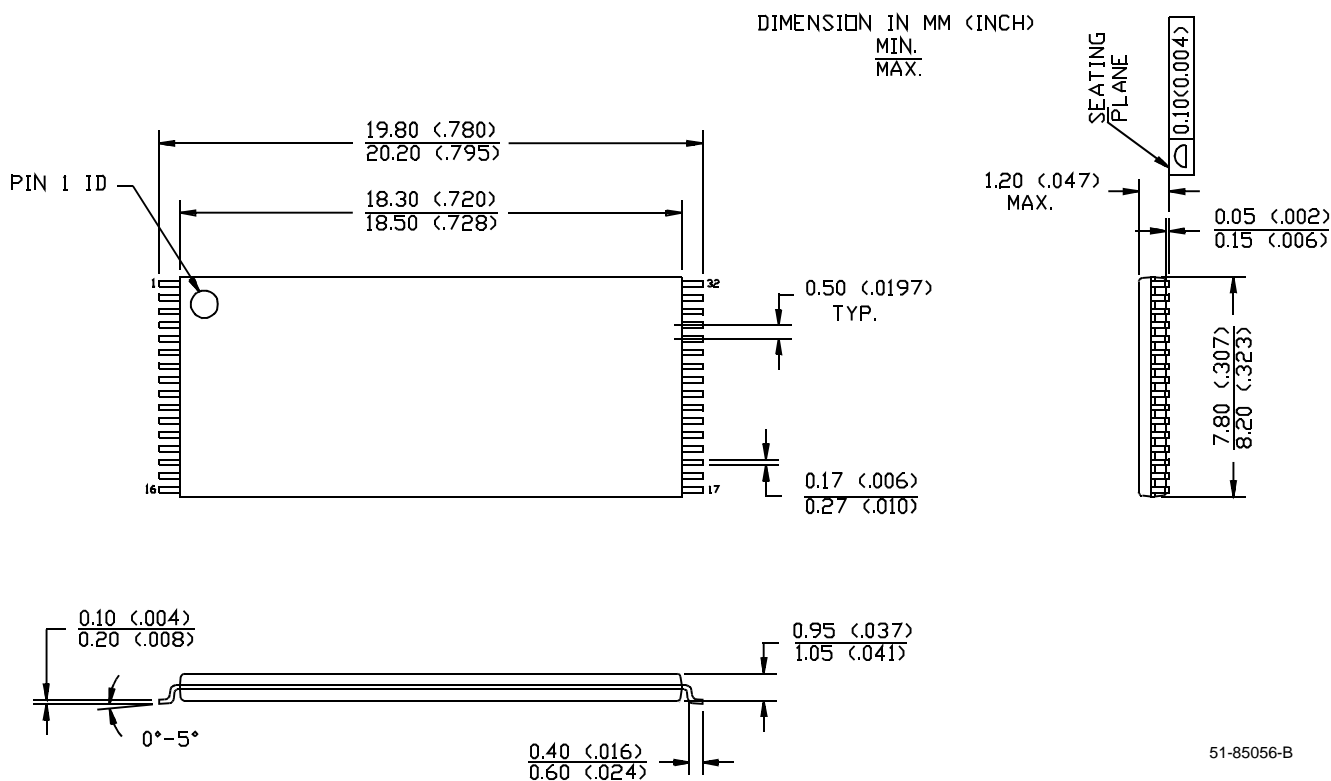 DIMENSION IN MM (INCH)
MIN.
MAX.
SEATING
PLANE
0.10(0.004)
19.80 (.780)
20.20 (.795)
PIN 1 ID
18.30 (.720)
18.50 (.728)
1.20 (.047)
MAX.
0.05 (.002)
0.15 (.006)
1
32
0.50 (.0197)
TYP.
7.80 (.307)
8.20 (.323)
16
17
0.17 (.006)
0.27 (.010)
0.10 (.004)
0.20 (.008)
0.95 (.037)
1.05 (.041)
0°-5°
0.40 (.016)
0.60 (.024)
51-85056-B